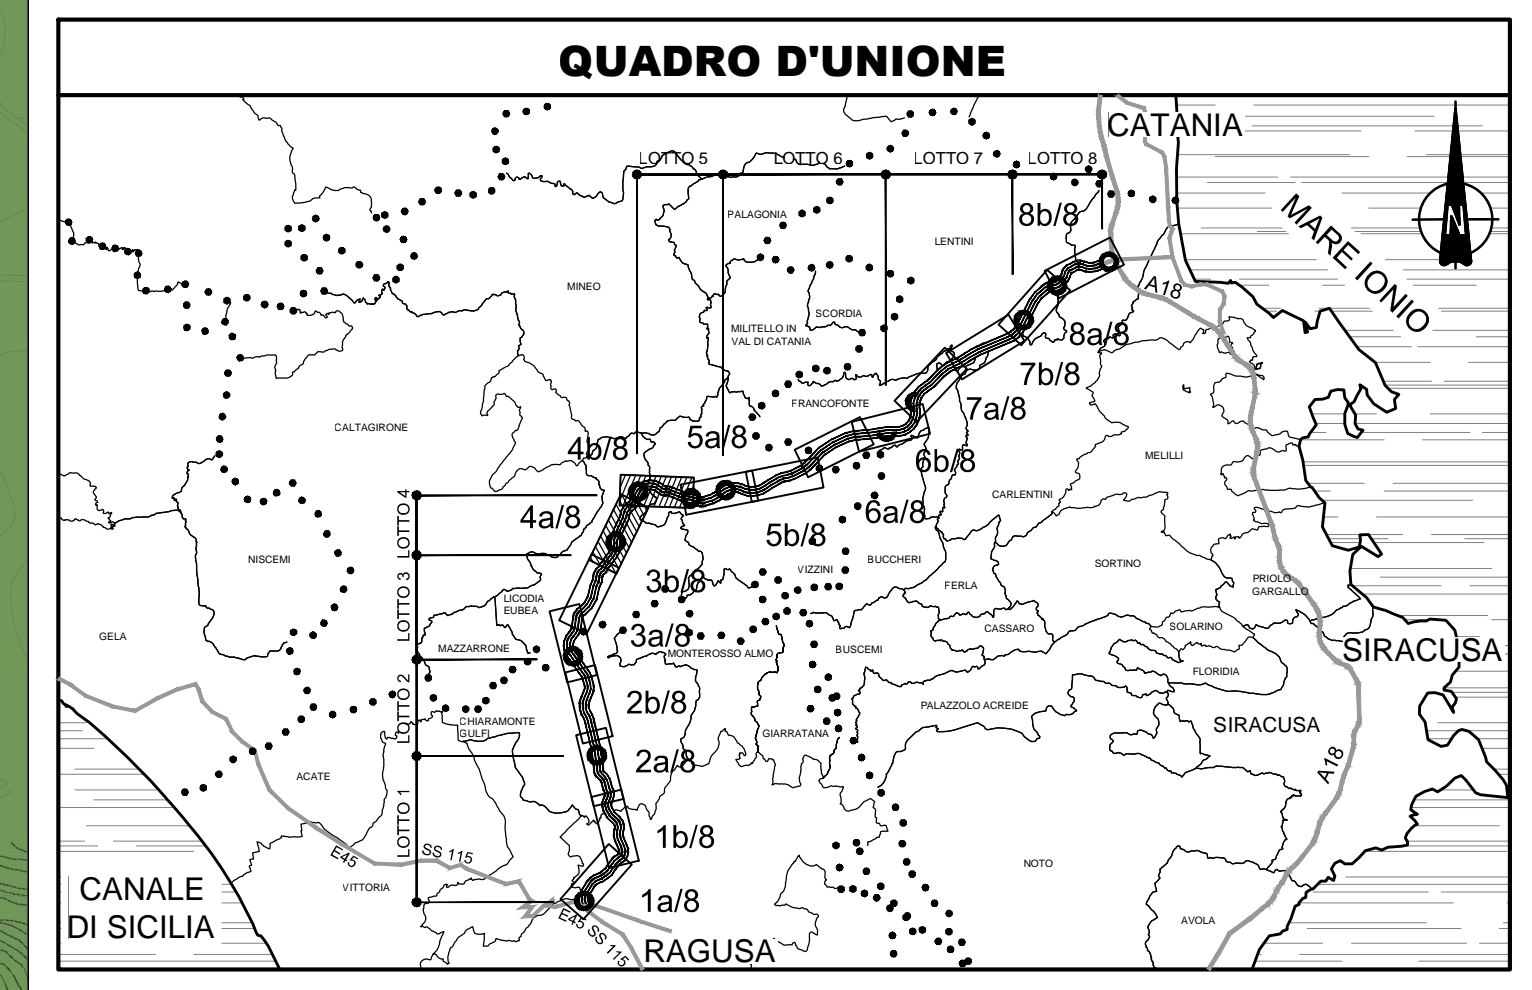 QUADRO D'UNIONE
CATANIA
LOTTO 5
LOTTO 6
LOTTO 7
LOTTO 8
PALAGONIA
8b/8
N
MARE IONIO
LENTINI
MINEO
A18
SCORDIA
MILITELLO IN
VAL DI CATANIA
8a/8
7b/8
FRANCOFONTE
7a/8
CALTAGIRONE
4b/8
5a/8
6b/8
MELILLI
CARLENTINI
LOTTO 4
4a/8
6a/8
5b/8
NISCEMI
VIZZINI
BUCCHERI
SORTINO
3b/8
FERLA
PRIOLO
GARGALLO
LOTTO 3
LICODIA
EUBEA
GELA
3a/8
CASSARO
SOLARINO
MAZZARRONE
MONTEROSSO ALMO
BUSCEMI
SIRACUSA
FLORIDIA
LOTTO 2
2b/8
PALAZZOLO ACREIDE
CHIARAMONTE
GULFI
GIARRATANA
SIRACUSA
2a/8
A18
ACATE
LOTTO 1
1b/8
E45
SS 115
NOTO
VITTORIA
CANALE
DI SICILIA
1a/8
E45 SS 115
AVOLA
RAGUSA